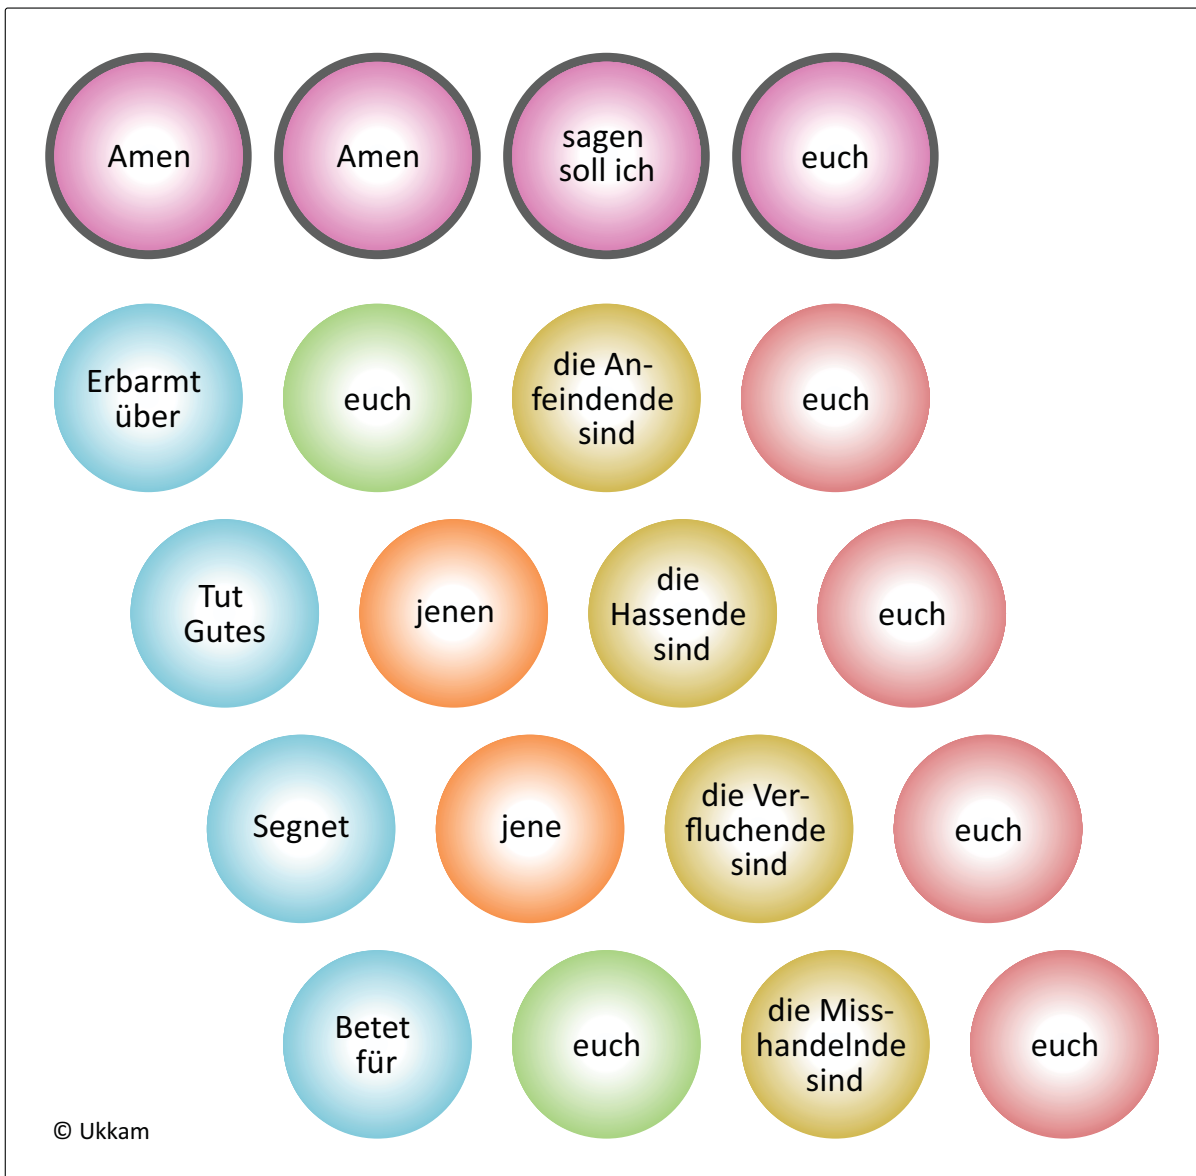 Amen Amen sagen soll ich euch
Erbarmt über euch die An-feindende sind euch
Tut Gutes jenen die Hassende sind euch
Segnet jene die Ver-fluchende sind euch
Betet für euch die Miss-handelnde sind euch
© Ukkam